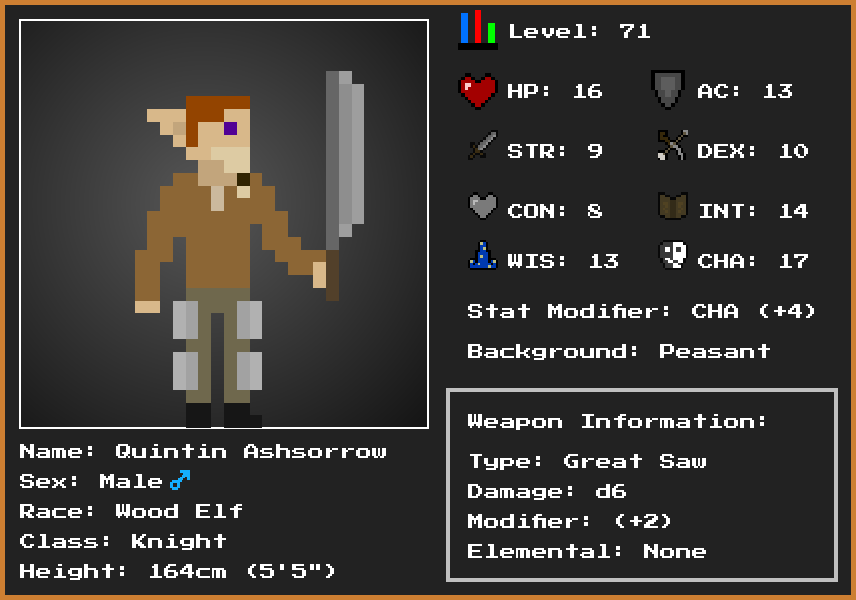 Level: 71
HP: 16 AC: 13
STR: 9 DEX: 10
CON: 8 INT: 14
WIS: 13 CHA: 17
Stat Modifier: CHA (+4)
Background: Peasant
Weapon Information:
Type: Great Saw
Damage: d6
Modifier: (+2)
Elemental: None
Name: Quintin Ashsorrow
Sex: Male♂
Race: Wood Elf
Class: Knight
Height: 164cm (5'5")